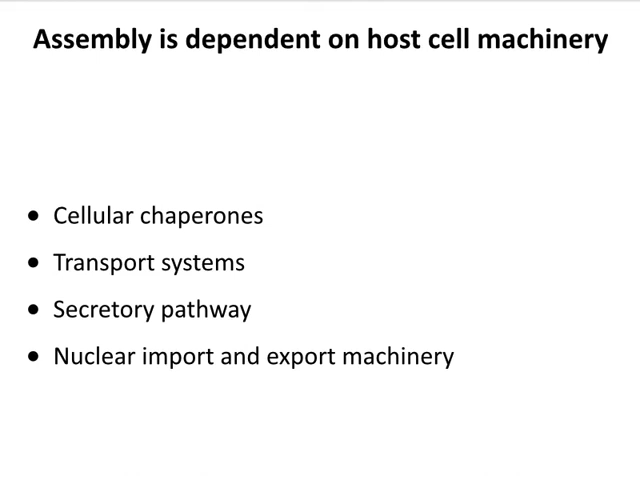 Assembly is dependent on host cell machinery
• Cellular chaperones
• Transport systems
• Secretory pathway
• Nuclear import and export machinery